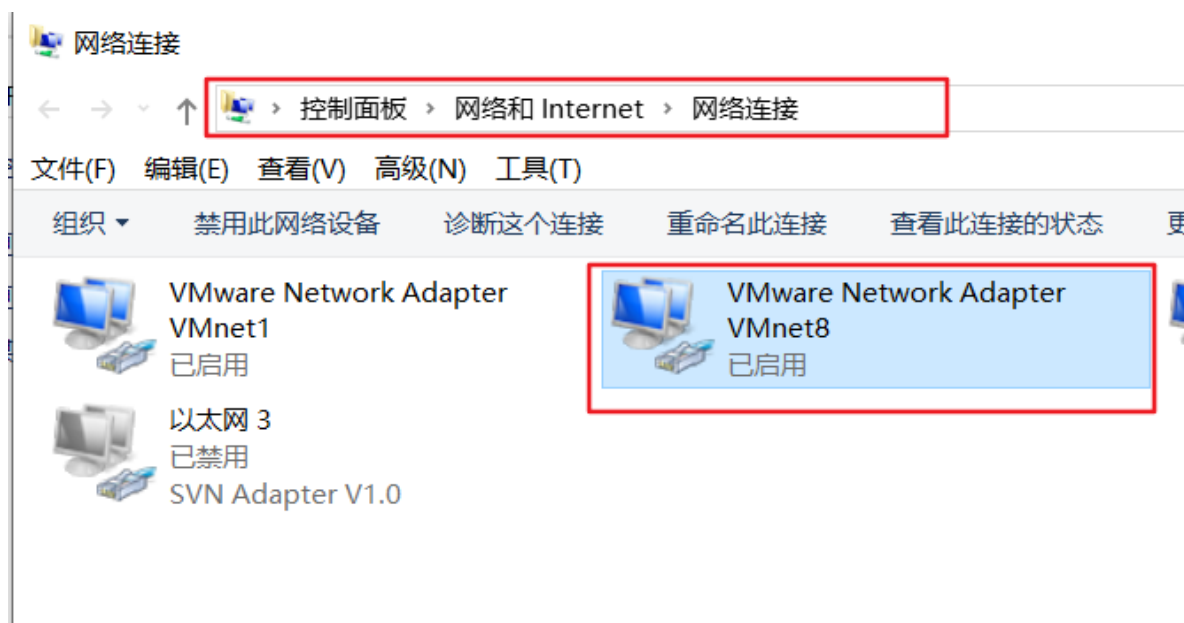 网络连接
控制面板 › 网络和 Internet › 网络连接
文件(F) 编辑(E) 查看(V) 高级(N) 工具(T)
组织 禁用此网络设备 诊断这个连接 重命名此连接 查看此连接的状态
VMware Network Adapter
VMnet1
已启用
VMware Network Adapter
VMnet8
已启用
以太网 3
已禁用
SVN Adapter V1.0